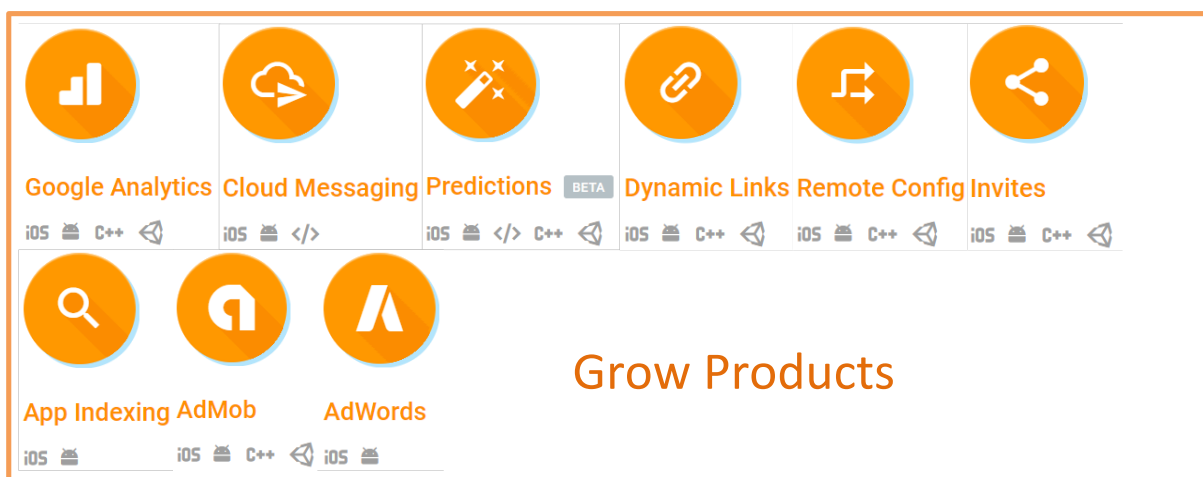 Google Analytics Cloud Messaging Predictions BETA Dynamic Links Remote Config Invites
iOS C++ iOS </> iOS </> C++ iOS C++ iOS C++ iOS C++
Grow Products
App Indexing AdMob AdWords
iOS iOS C++ iOS